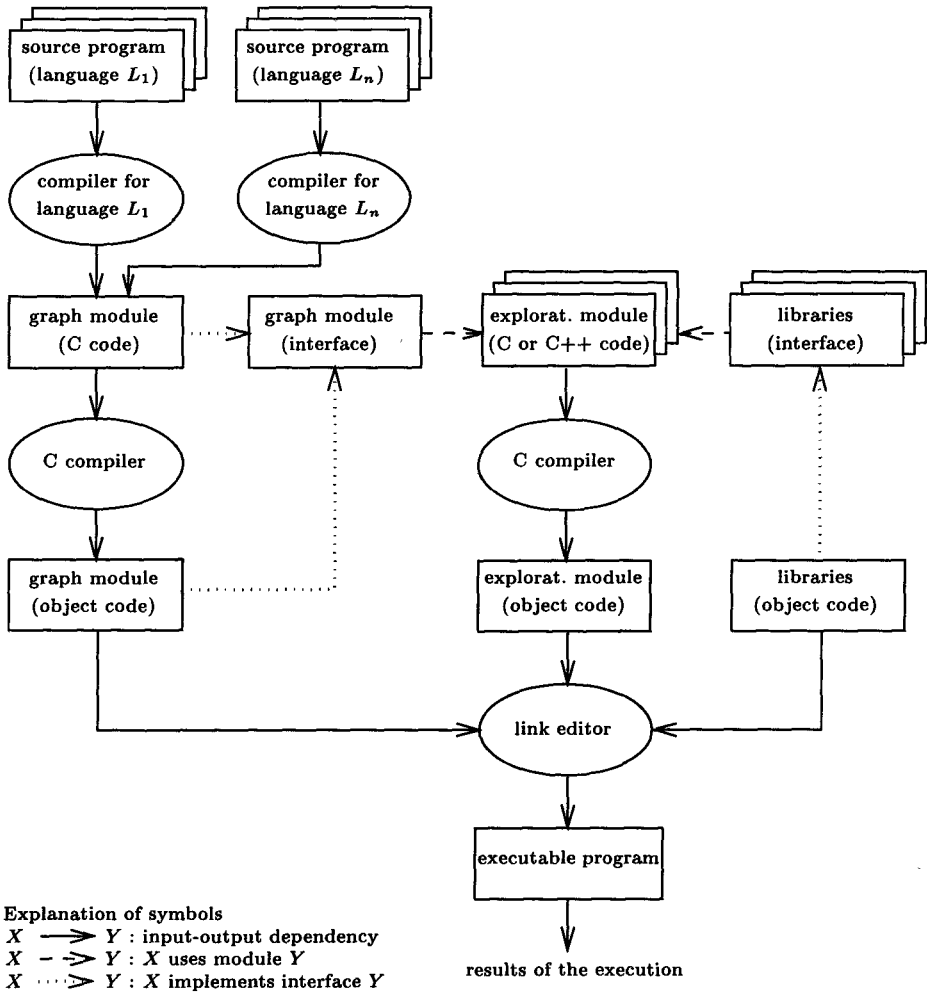 source program
(language L₁)
source program
(language Lₙ)
compiler for
language L₁
compiler for
language Lₙ
graph module
(C code)
graph module
(interface)
explorat. module
(C or C++ code)
libraries
(interface)
C compiler
C compiler
graph module
(object code)
explorat. module
(object code)
libraries
(object code)
link editor
executable program
results of the execution
Explanation of symbols
X Y : input-output dependency
X Y : X uses module Y
X Y : X implements interface Y